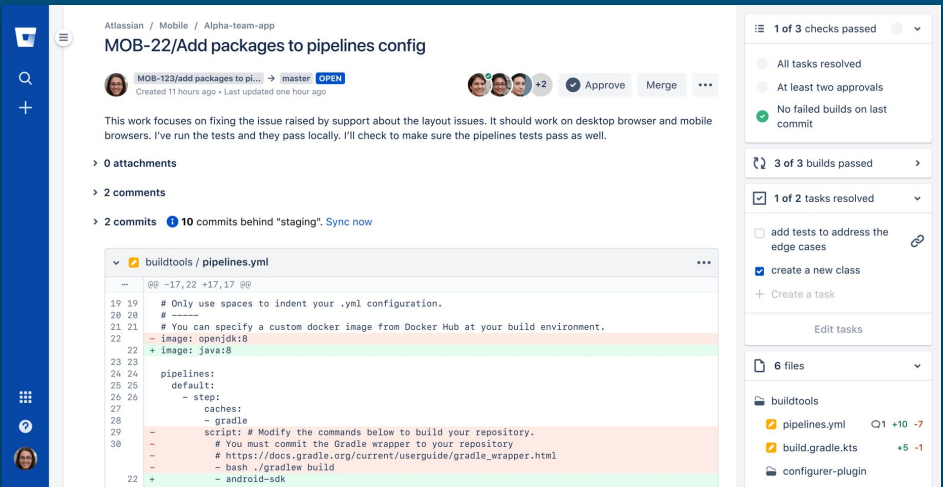 Atlassian / Mobile / Alpha-team-app
MOB-22/Add packages to pipelines config
MOB-123/add packages to pi... → master OPEN
Created 11 hours ago • Last updated one hour ago
+2
Approve
Merge
This work focuses on fixing the issue raised by support about the layout issues. It should work on desktop browser and mobile
browsers. I've run the tests and they pass locally. I'll check to make sure the pipelines tests pass as well.
0 attachments
2 comments
2 commits 10 commits behind "staging". Sync now
buildtools / pipelines.yml
... @@ -17,22 +17,17 @@
19 19 # Only use spaces to indent your .yml configuration.
20 20 # -----
21 21 # You can specify a custom docker image from Docker Hub at your build environment.
22 - image: openjdk:8
22 + image: java:8
23 23
24 24 pipelines:
25 25 default:
26 26 - step:
27 caches:
28 - gradle
29 - script: # Modify the commands below to build your repository.
30 - # You must commit the Gradle wrapper to your repository
- # https://docs.gradle.org/current/userguide/gradle_wrapper.html
- - bash ./gradlew build
22 + - android-sdk
1 of 3 checks passed
All tasks resolved
At least two approvals
No failed builds on last
commit
3 of 3 builds passed
1 of 2 tasks resolved
add tests to address the
edge cases
create a new class
+ Create a task
Edit tasks
6 files
buildtools
pipelines.yml 1 +10 -7
build.gradle.kts +5 -1
configurer-plugin